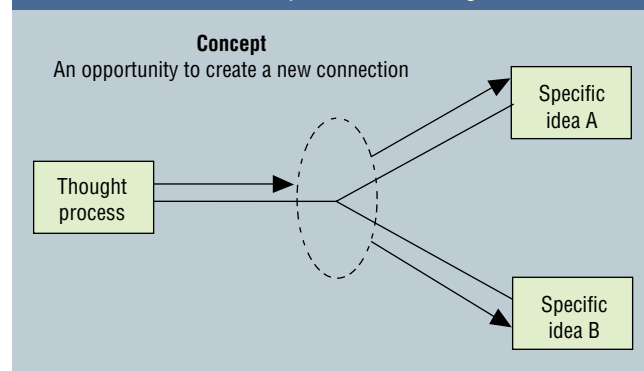 Concept
An opportunity to create a new connection
Specific
idea A
Thought
process
Specific
idea B